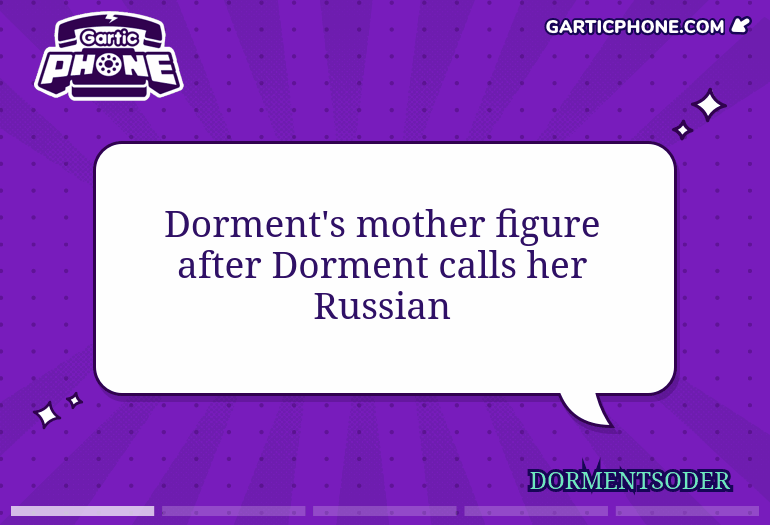 Gartic
PHONE
GARTICPHONE.COM
Dorment's mother figure
after Dorment calls her
Russian
DORMENTSODER